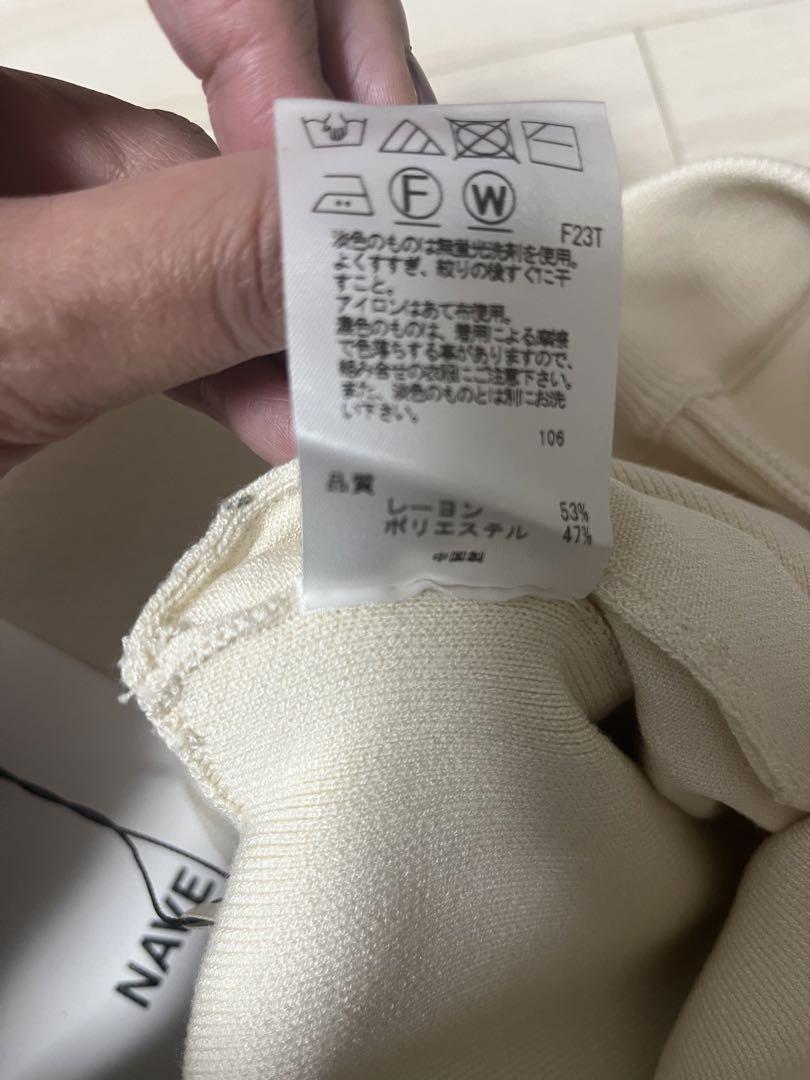 F
W
F23T
淡色のものは無蛍光洗剤を使用。
よくすすぎ、絞りの後すぐに干
すこと。
アイロンはあて布使用。
濃色のものは、着用による摩擦
で色落ちする事がありますので、
組み合せの衣服にご注意下さい。
また、淡色のものとは別にお洗
い下さい。
106
品質
レーヨン 53%
ポリエステル 47%
中国製